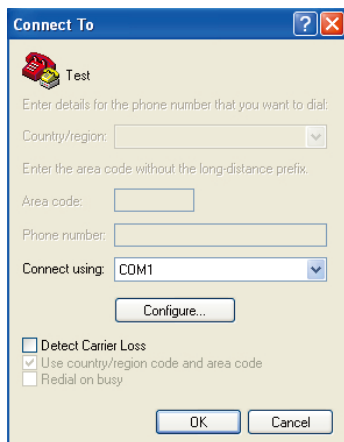 Connect To
Test
Enter details for the phone number that you want to dial:
Country/region:
Enter the area code without the long-distance prefix.
Area code:
Phone number:
Connect using: COM1
Configure...
Detect Carrier Loss
Use country/region code and area code
Redial on busy
OK Cancel